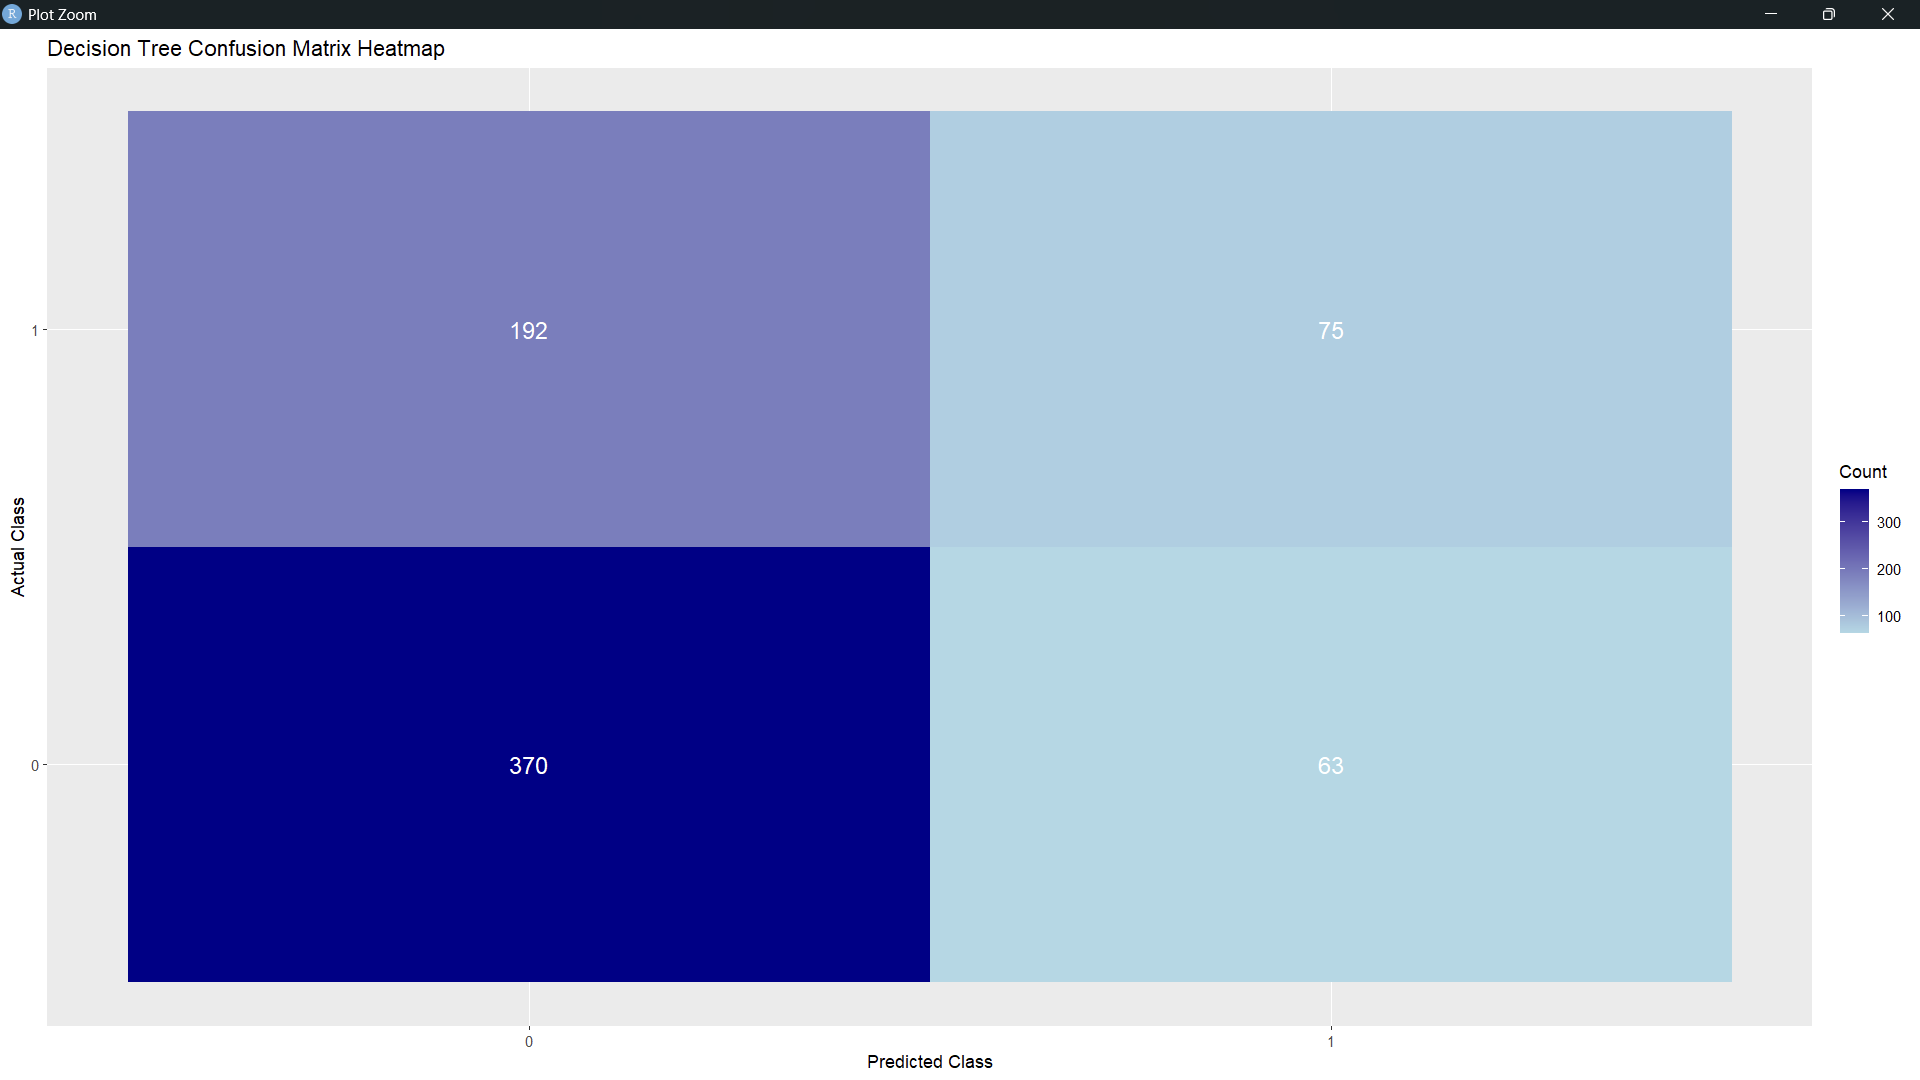 R Plot Zoom
Decision Tree Confusion Matrix Heatmap
Actual Class
1
192
75
0
370
63
0
1
Predicted Class
Count
300
200
100